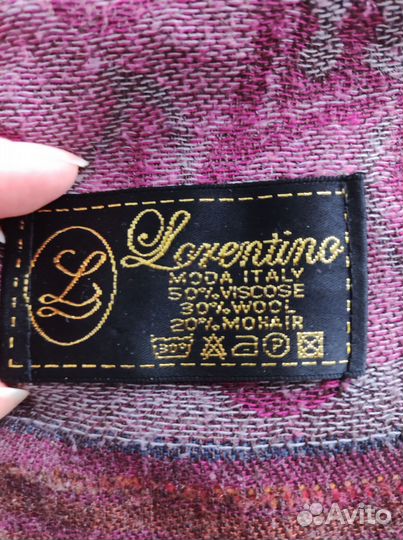 L
Lorentino
MODA ITALY
50% VISCOSE
30% WOOL
20% MOHAIR
Avito